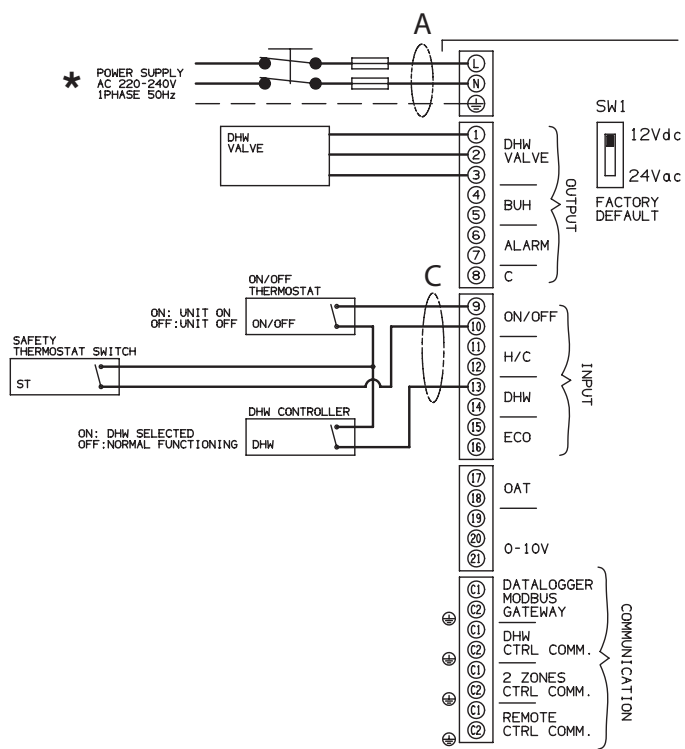 A
L
N
* POWER SUPPLY
AC 220-240V
1PHASE 50Hz
SW1
12Vdc
24Vac
FACTORY
DEFAULT
DHW
VALVE
1
2
3
4
5
6
7
8
DHW
VALVE
BUH
ALARM
C
OUTPUT
C
ON/OFF
THERMOSTAT
ON: UNIT ON
OFF:UNIT OFF
ON/OFF
SAFETY
THERMOSTAT SWITCH
ST
DHW CONTROLLER
ON: DHW SELECTED
OFF:NORMAL FUNCTIONING
DHW
9
10
11
12
13
14
15
16
ON/OFF
H/C
DHW
ECO
INPUT
17
18
19
20
21
OAT
0-10V
C1
C2
C1
C2
C1
C2
C1
C2
DATALOGGER
MODBUS
GATEWAY
DHW
CTRL COMM.
2 ZONES
CTRL COMM.
REMOTE
CTRL COMM.
COMMUNICATION